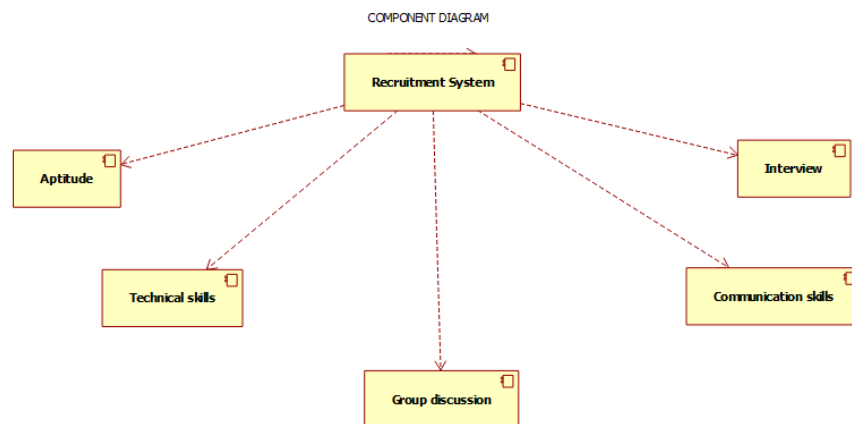 COMPONENT DIAGRAM
Recruitment System
Aptitude
Interview
Technical skills
Communication skills
Group discussion